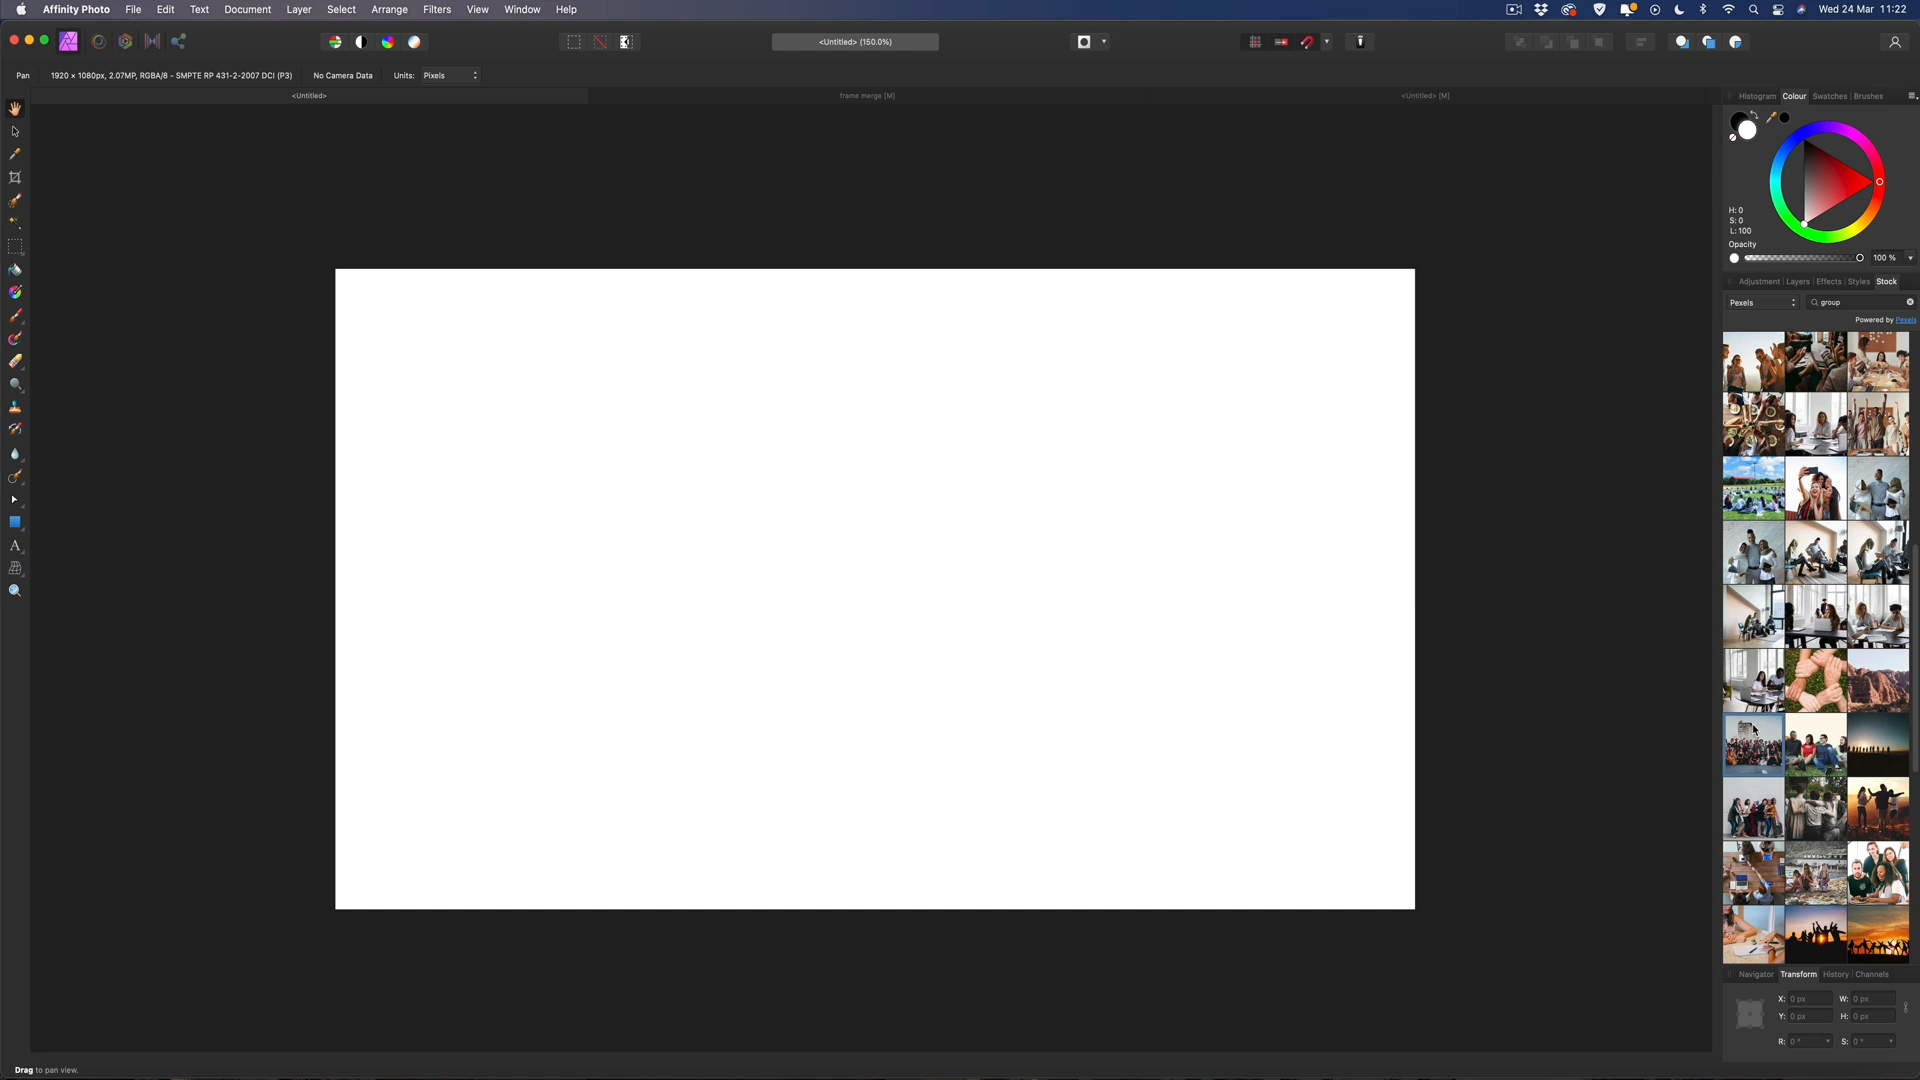 Affinity Photo File Edit Text Document Layer Select Arrange Filters View Window Help Wed 24 Mar 11:22
<Untitled> (150.0%)
Pan 1920 × 1080px, 2.07MP, RGBA/8 - SMPTE RP 431-2-2007 DCI (P3) No Camera Data Units: Pixels
<Untitled> frame merge [M] <Untitled> [M]
Histogram Colour Swatches Brushes
H: 0
S: 0
L: 100
Opacity
100 %
Adjustment Layers Effects Styles Stock
Pexels group
Powered by Pexels
Navigator Transform History Channels
X: 0 px W: 0 px
Y: 0 px H: 0 px
R: 0 ° S: 0 °
Drag to pan view.